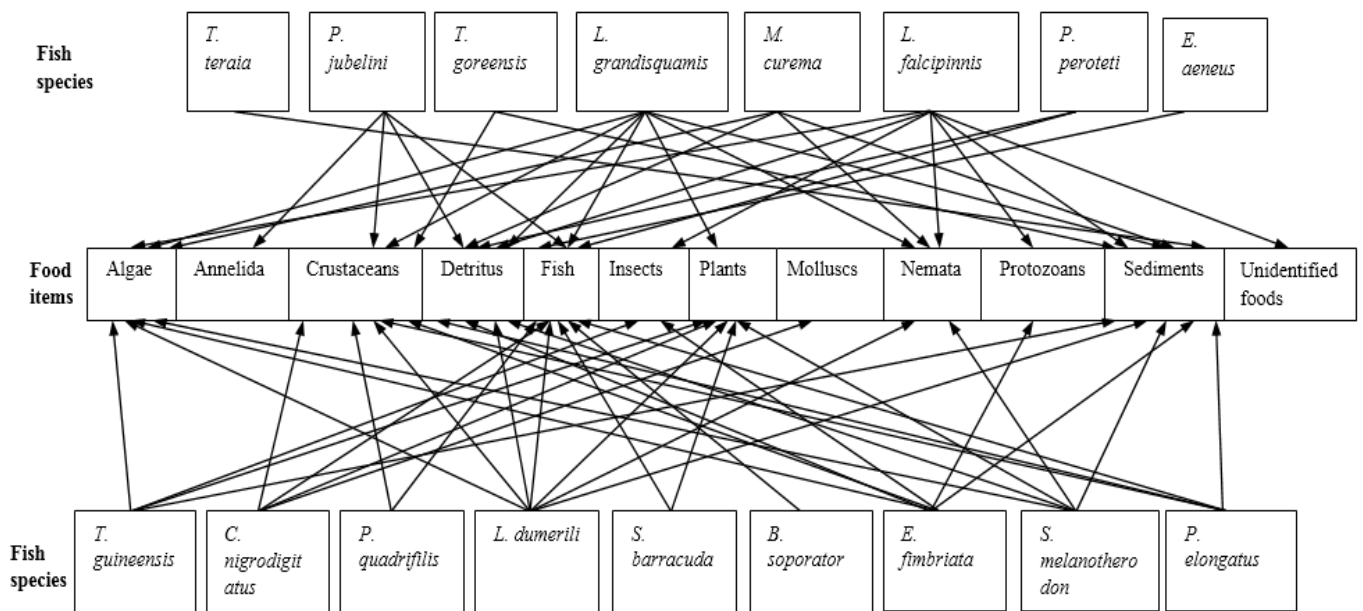 Fish
species
T.
teraia
P.
jubelini
T.
goreensis
L.
grandisquamis
M.
curema
L.
falcipinnis
P.
peroteti
E.
aeneus
Food
items
Algae
Annelida
Crustaceans
Detritus
Fish
Insects
Plants
Molluscs
Nemata
Protozoans
Sediments
Unidentified
foods
Fish
species
T.
guineensis
C.
nigrodigit
atus
P.
quadrifilis
L. dumerili
S.
barracuda
B.
soporator
E.
fimbriata
S.
melanothero
don
P.
elongatus